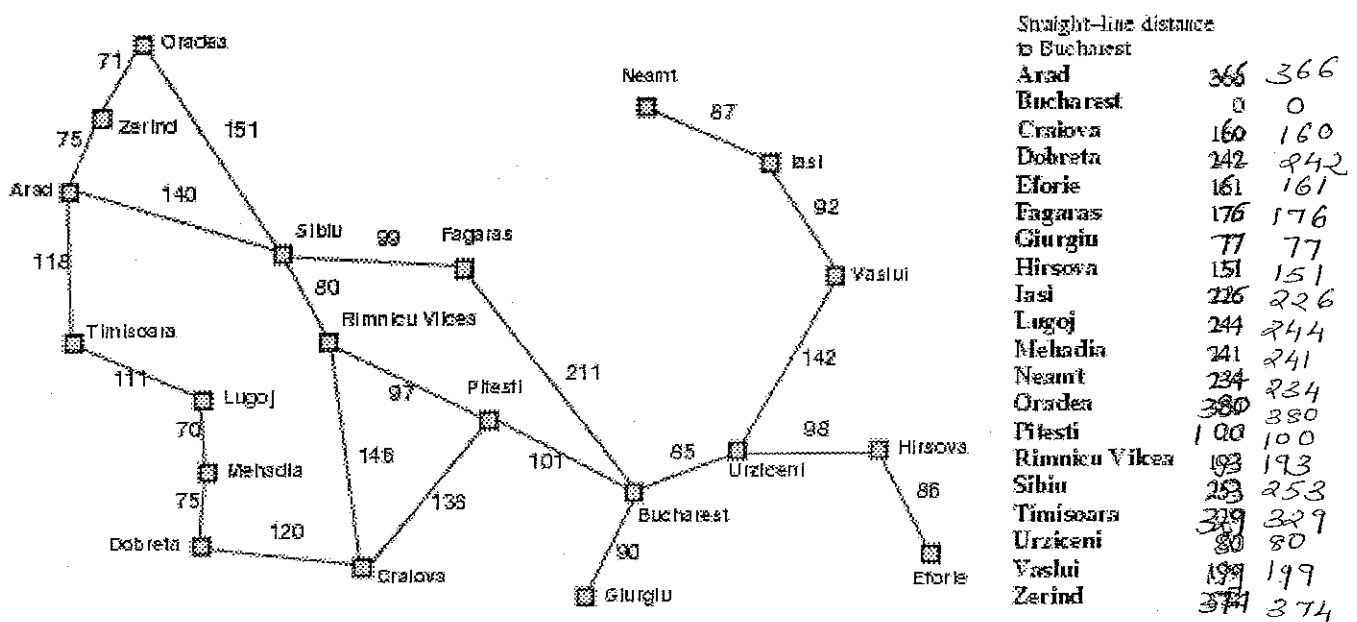 Oradea
71
Neamt
87
Zerind
75
151
Iasi
Arad
140
92
Sibiu
99
Fagaras
118
80
Vaslui
Rimnicu Vilcea
Timisoara
142
111
211
Lugoj
97
Pitesti
70
98
Hirsova
146
85
Urziceni
Mehadia
101
86
75
136
Bucharest
Dobreta
120
90
Craiova
Eforie
Giurgiu
Straight-line distance
to Bucharest
Arad 366 366
Bucharest 0 0
Craiova 160 160
Dobreta 242 242
Eforie 161 161
Fagaras 176 176
Giurgiu 77 77
Hirsova 151 151
Iasi 226 226
Lugoj 244 244
Mehadia 241 241
Neamt 234 234
Oradea 380 380
Pitesti 100 100
Rimnicu Vilcea 193 193
Sibiu 253 253
Timisoara 329 329
Urziceni 80 80
Vaslui 199 199
Zerind 374 374